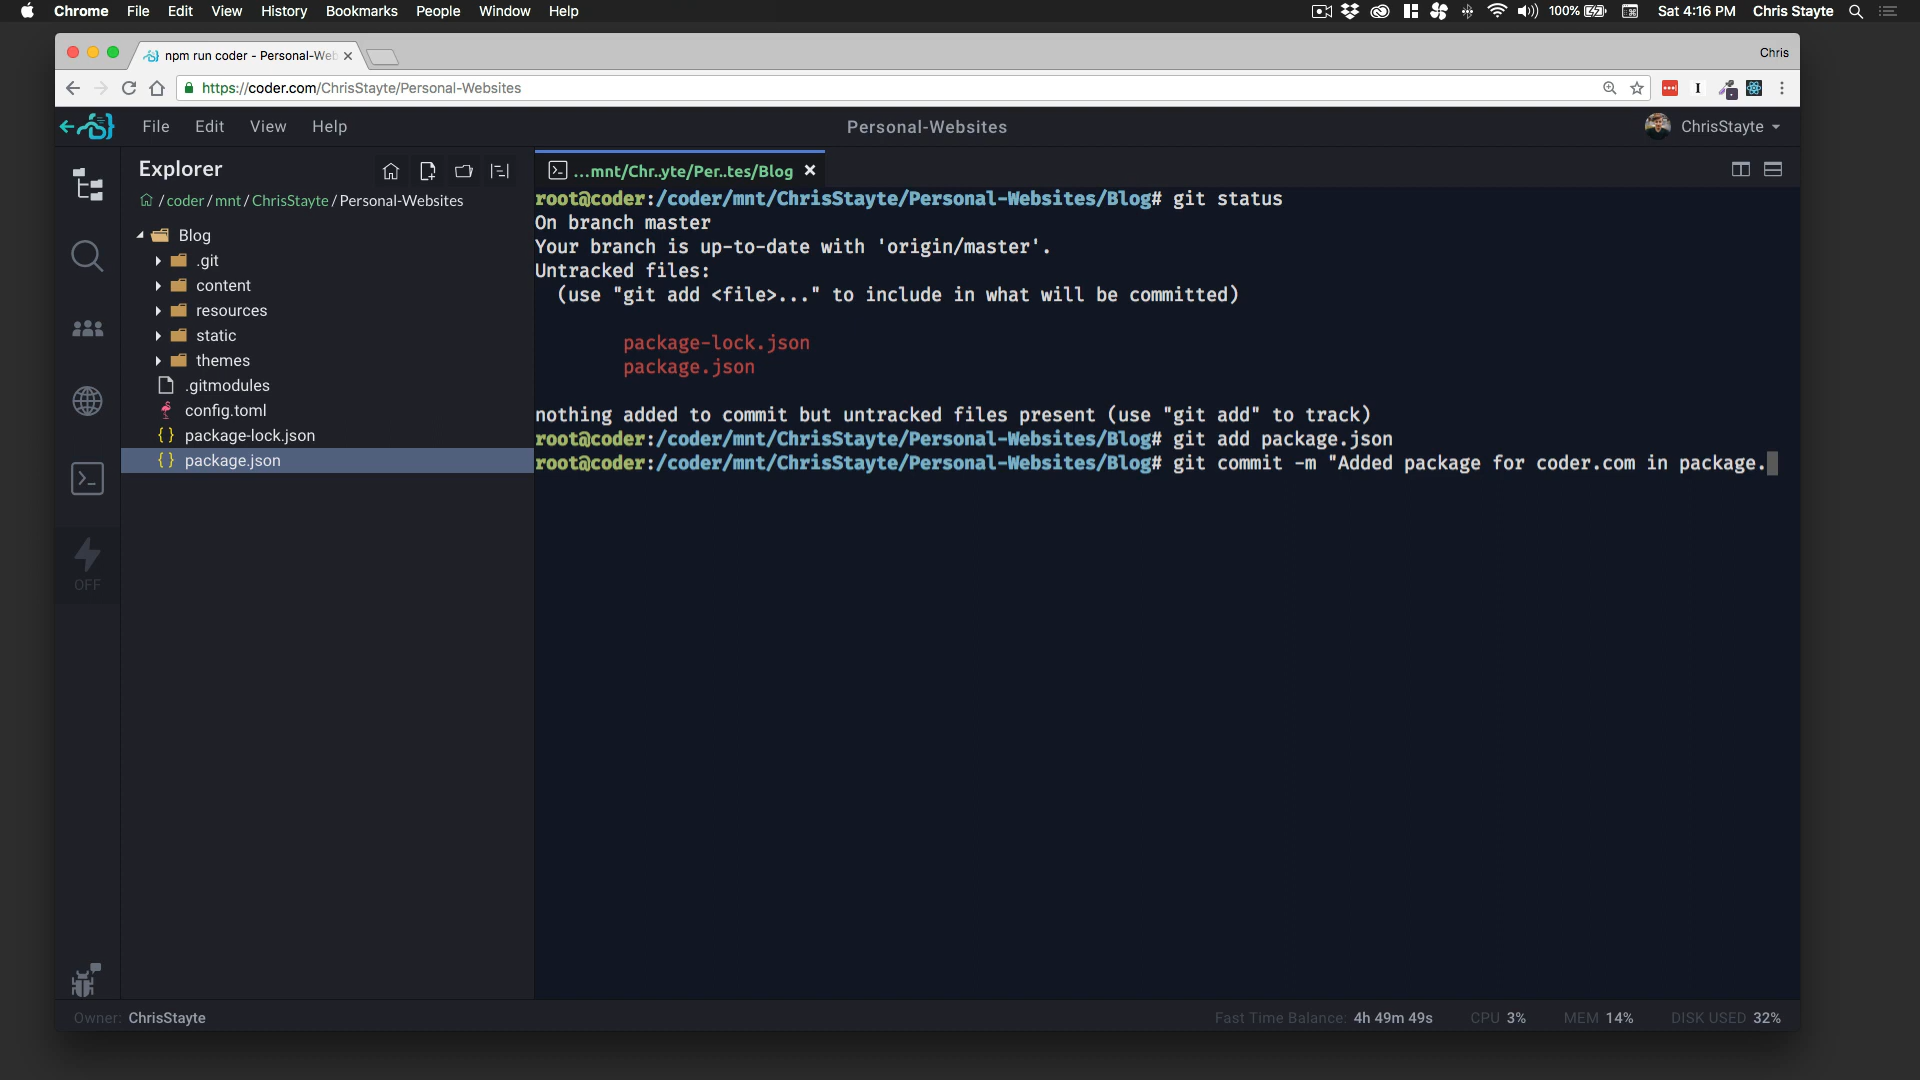 Chrome File Edit View History Bookmarks People Window Help 100% Sat 4:16 PM Chris Stayte
npm run coder - Personal-Web Chris
https://coder.com/ChrisStayte/Personal-Websites
File Edit View Help Personal-Websites ChrisStayte
Explorer
/ coder / mnt / ChrisStayte / Personal-Websites
Blog
.git
content
resources
static
themes
.gitmodules
config.toml
{} package-lock.json
{} package.json
OFF
...mnt/Chr..yte/Per..tes/Blog
root@coder:/coder/mnt/ChrisStayte/Personal-Websites/Blog# git status
On branch master
Your branch is up-to-date with 'origin/master'.
Untracked files:
(use "git add <file>..." to include in what will be committed)
package-lock.json
package.json
nothing added to commit but untracked files present (use "git add" to track)
root@coder:/coder/mnt/ChrisStayte/Personal-Websites/Blog# git add package.json
root@coder:/coder/mnt/ChrisStayte/Personal-Websites/Blog# git commit -m "Added package for coder.com in package.
Owner: ChrisStayte Fast Time Balance: 4h 49m 49s CPU 3% MEM 14% DISK USED 32%